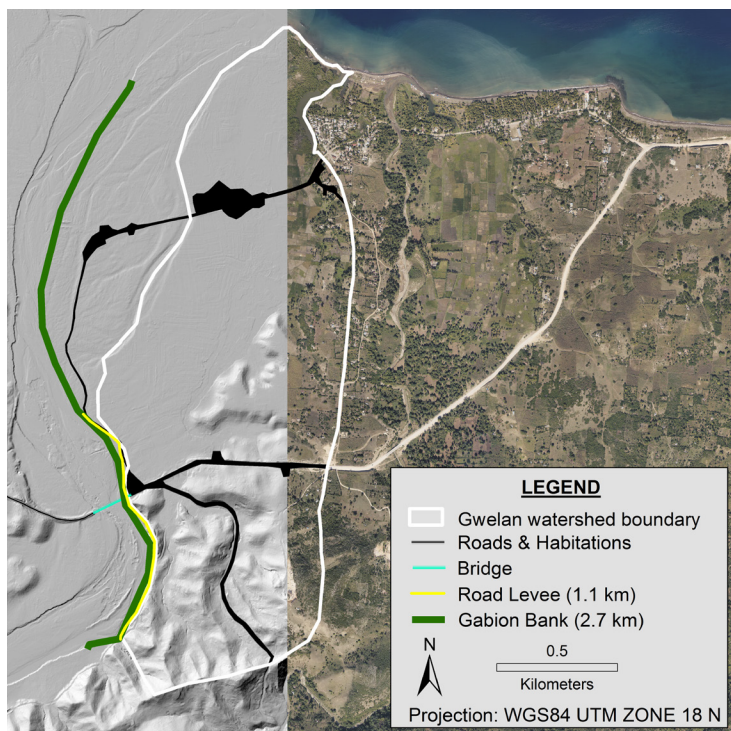 LEGEND
Gwelan watershed boundary
Roads & Habitations
Bridge
Road Levee (1.1 km)
Gabion Bank (2.7 km)
N
0.5
Kilometers
Projection: WGS84 UTM ZONE 18 N